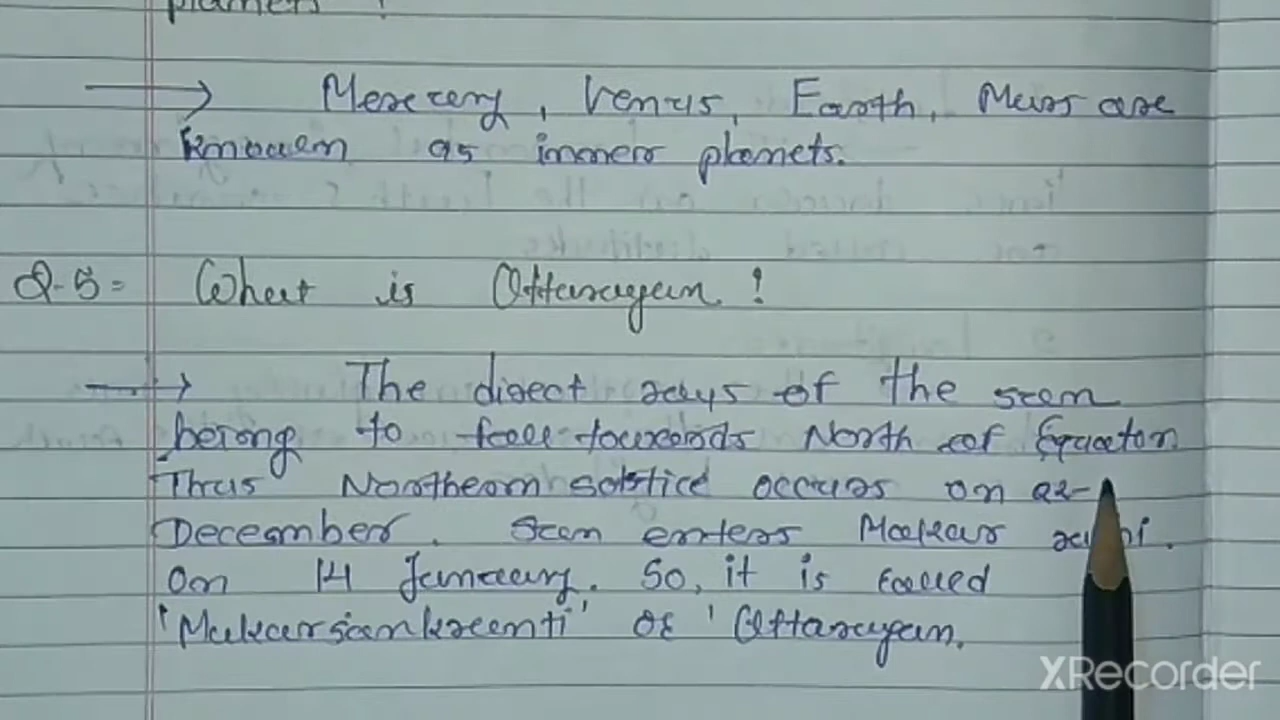 planets ?
→ Mercury, Venus, Earth, Mars are
known as inner planets.
Q-5= What is Uttarayan !
→ The direct rays of the sun
being to fall towards North of Equator
Thus Northern solstice occurs on 22-
December. Sun enters Makar rashi.
On 14 January. So, it is called
'Makarsankranti' or 'Uttarayan.
XRecorder